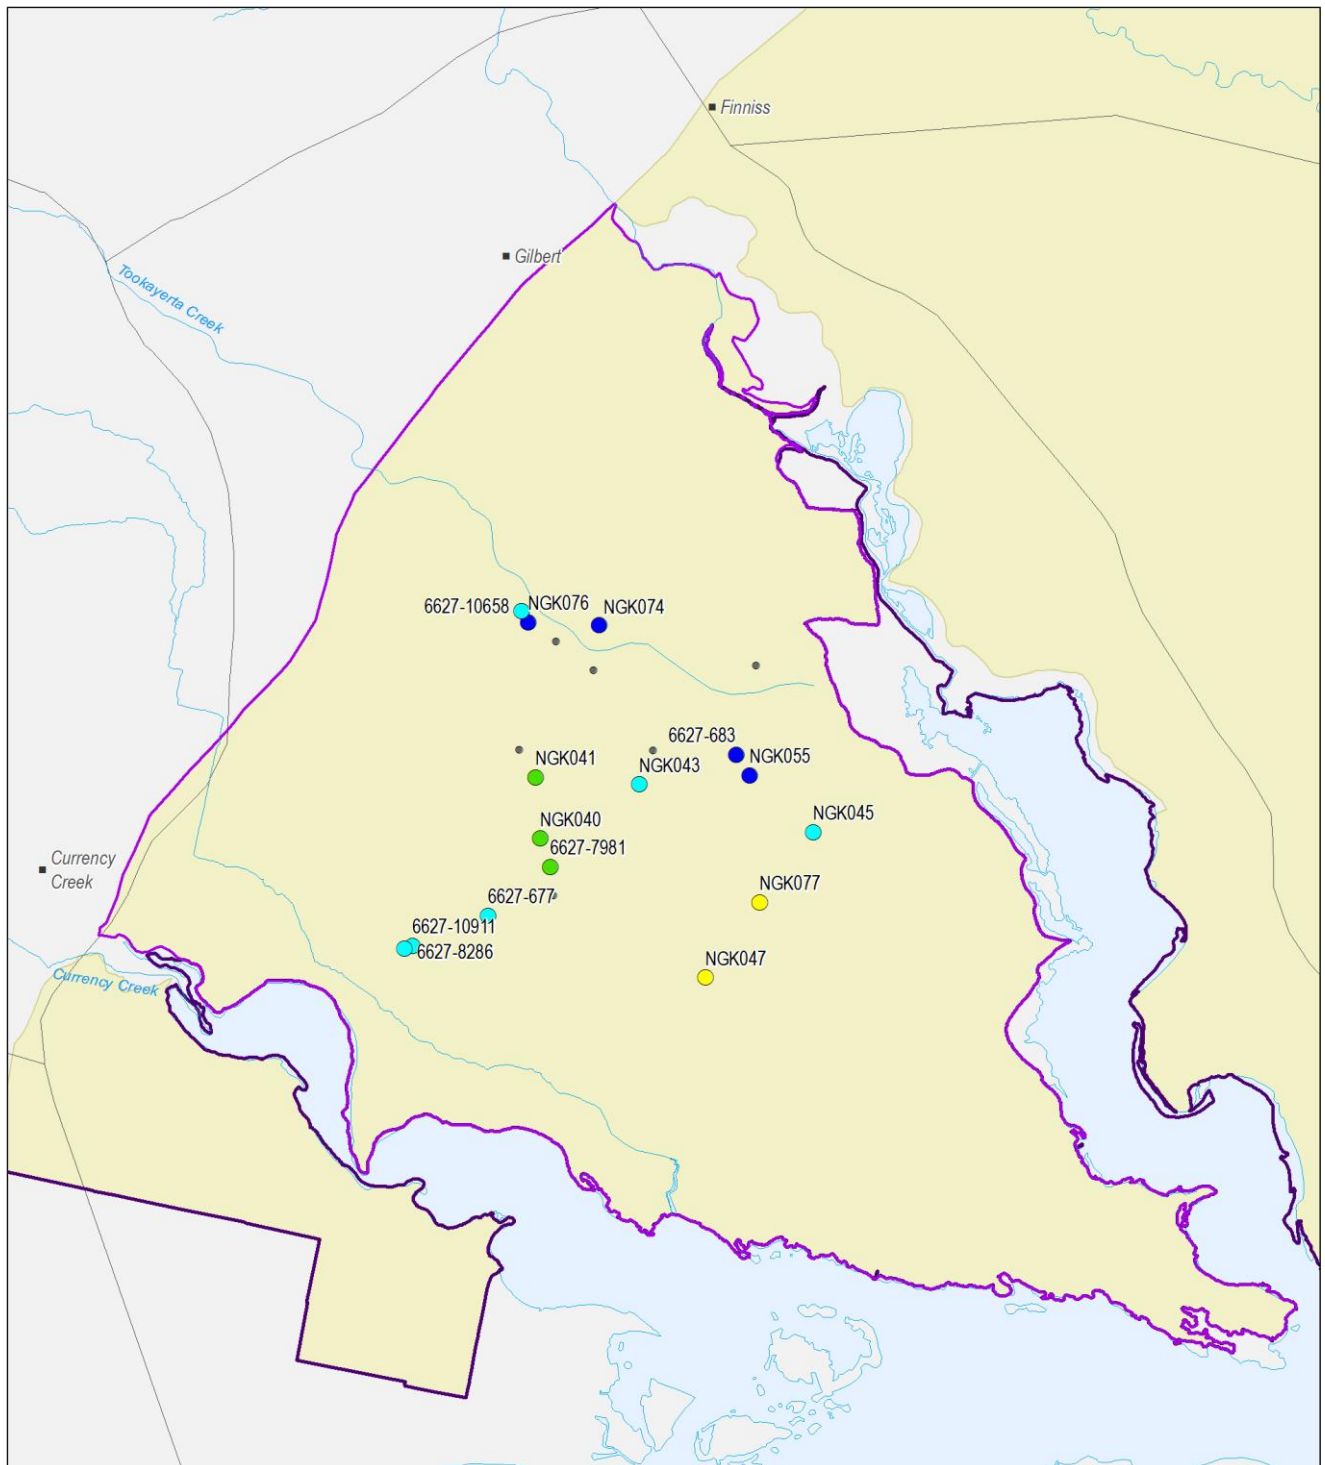 Finniss
Gilbert
Tookayerta Creek
6627-10658
NGK076
NGK074
6627-683
NGK055
NGK041
NGK043
NGK045
NGK040
6627-7981
Currency
Creek
NGK077
6627-677
6627-10911
6627-8286
NGK047
Currency Creek